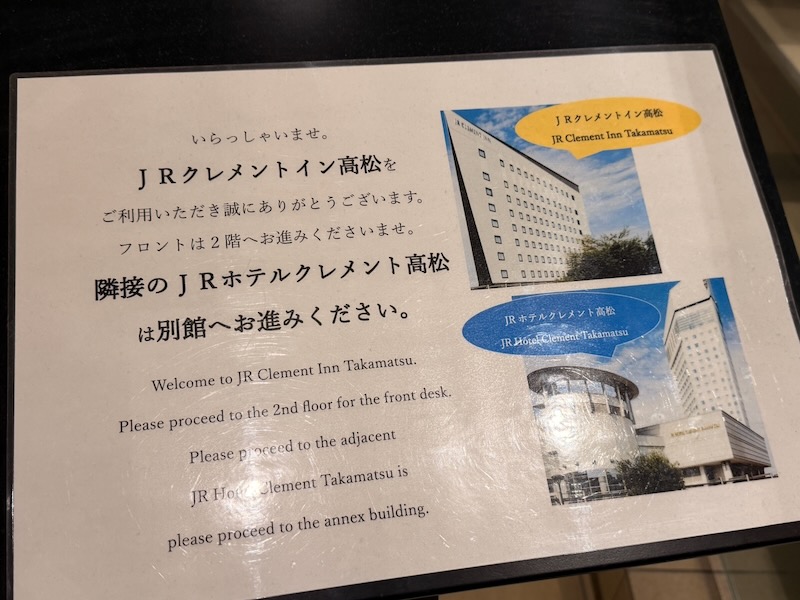 いらっしゃいませ。
ＪＲクレメントイン高松を
ご利用いただき誠にありがとうございます。
フロントは２階へお進みくださいませ。
隣接のＪＲホテルクレメント高松
は別館へお進みください。
Welcome to JR Clement Inn Takamatsu.
Please proceed to the 2nd floor for the front desk.
Please proceed to the adjacent
JR Hotel Clement Takamatsu is
please proceed to the annex building.
ＪＲクレメントイン高松
JR Clement Inn Takamatsu
JR CLEMENT INN
JRホテルクレメント高松
JR Hotel Clement Takamatsu